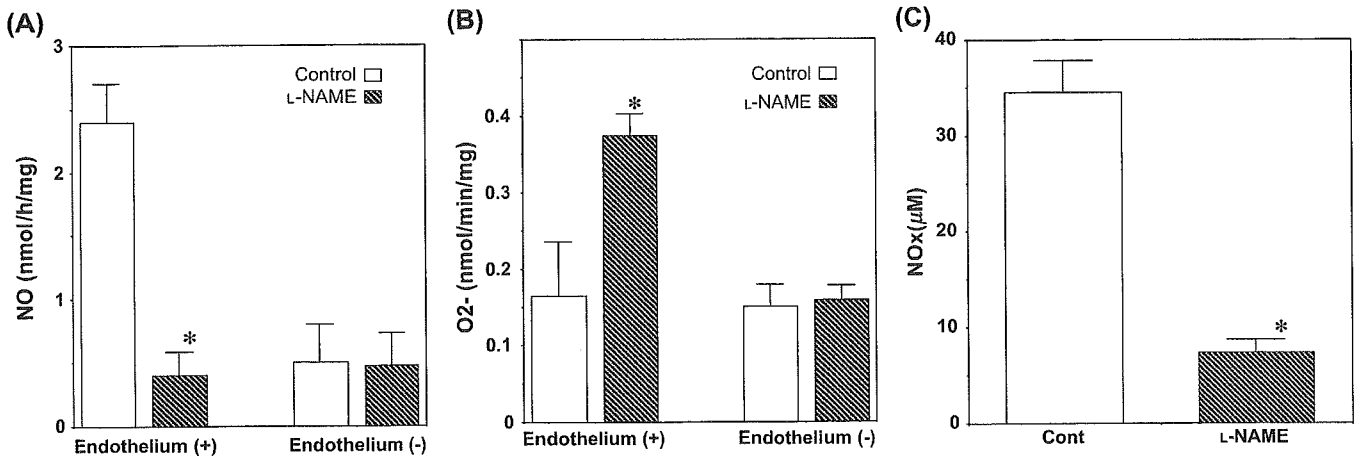 (A)
NO (nmol/h/mg)
3
2
1
0
Control
L-NAME
*
Endothelium (+) Endothelium (-)
(B)
O2- (nmol/min/mg)
0.4
0.3
0.2
0.1
0
Control
L-NAME
*
Endothelium (+) Endothelium (-)
(C)
NOx(μM)
40
30
20
10
0
*
Cont L-NAME